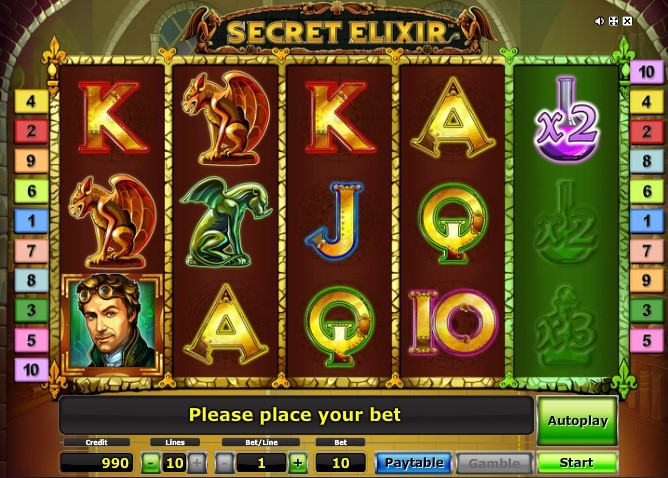 SECRET ELIXIR
10
4 K K A x2 4
2 2
9 8
6 J Q x2 6
1 1
7 7
8 9
3 A Q 10 x3 3
5 5
10
Please place your bet
Autoplay
Credit Lines Bet/Line Bet
990 - 10 + - 1 + 10 Paytable Gamble Start